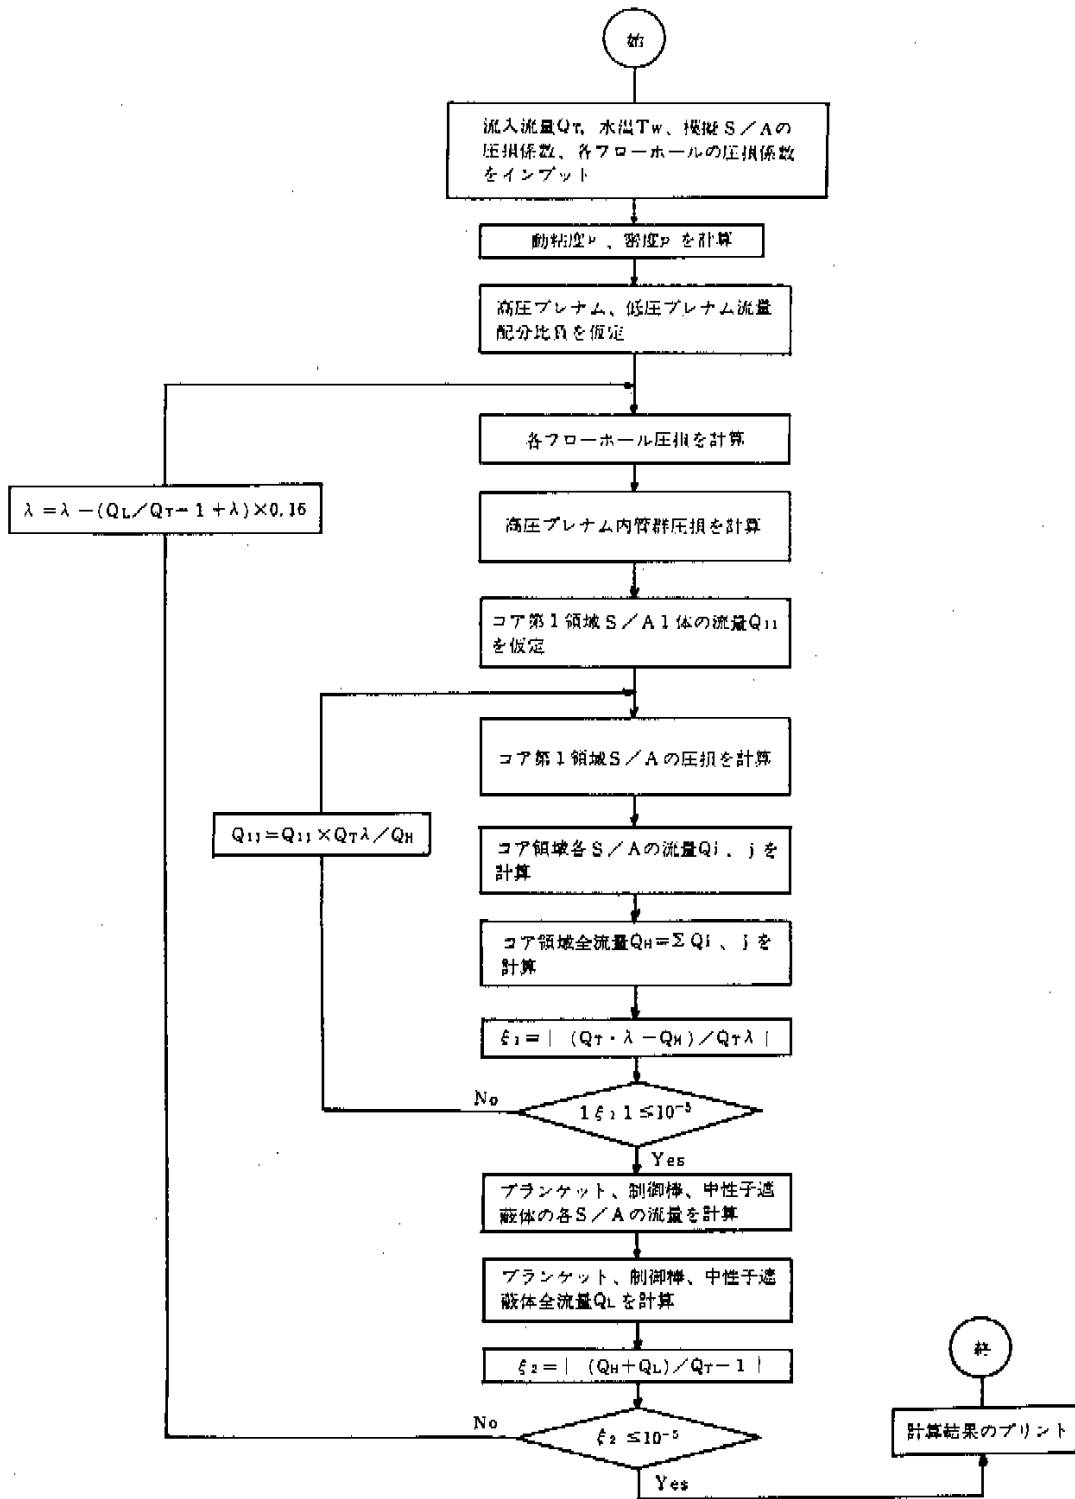 始
流入流量QT、水温Tw、模擬S／Aの
圧損係数、各フローホールの圧損係数
をインプット
動粘度ν、密度ρを計算
高圧プレナム、低圧プレナム流量
配分比負を仮定
各フローホール圧損を計算
λ＝λ－(QL／QT－1＋λ)×0.16
高圧プレナム内管群圧損を計算
コア第1領域S／A1体の流量Q11
を仮定
コア第1領域S／Aの圧損を計算
Q1j＝Q1j×QTλ／QH
コア領域各S／Aの流量Qi、jを
計算
コア領域全流量QH＝ΣQi、jを
計算
ξ1＝｜(QT・λ－QH)／QTλ｜
No
1ξ11≦10⁻⁵
Yes
ブランケット、制御棒、中性子遮
蔽体の各S／Aの流量を計算
ブランケット、制御棒、中性子遮
蔽体全流量QLを計算
ξ2＝｜(QH＋QL)／QT－1｜
終
No
ξ2≦10⁻⁵
計算結果のプリント
Yes